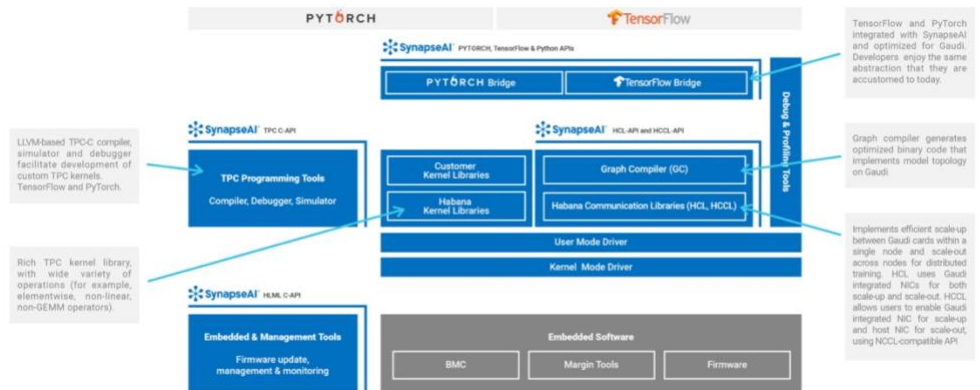 PYTORCH
TensorFlow
SynapseAI PYTORCH, TensorFlow & Python APIs
PYTORCH Bridge
TensorFlow Bridge
Debug & Profiling Tools
TensorFlow and PyTorch
integrated with SynapseAI
and optimized for Gaudi.
Developers enjoy the same
abstraction that they are
accustomed to today.
SynapseAI TPC C-API
SynapseAI HCL-API and HCCL-API
LLVM-based TPC-C compiler,
simulator and debugger
facilitate development of
custom TPC kernels.
TensorFlow and PyTorch.
TPC Programming Tools
Compiler, Debugger, Simulator
Customer
Kernel Libraries
Habana
Kernel Libraries
Graph Compiler (GC)
Habana Communication Libraries (HCL, HCCL)
Graph compiler generates
optimized binary code that
implements model topology
on Gaudi
User Mode Driver
Kernel Mode Driver
Rich TPC kernel library,
with wide variety of
operations (for example,
elementwise, non-linear,
non-GEMM operators).
Implements efficient scale-up
between Gaudi cards within a
single node and scale-out
across nodes for distributed
training. HCL uses Gaudi
integrated NICs for both
scale-up and scale-out. HCCL
allows users to enable Gaudi
integrated NIC for scale-up
and host NIC for scale-out,
using NCCL-compatible API
SynapseAI HLML C-API
Embedded & Management Tools
Firmware update,
management & monitoring
Embedded Software
BMC
Margin Tools
Firmware